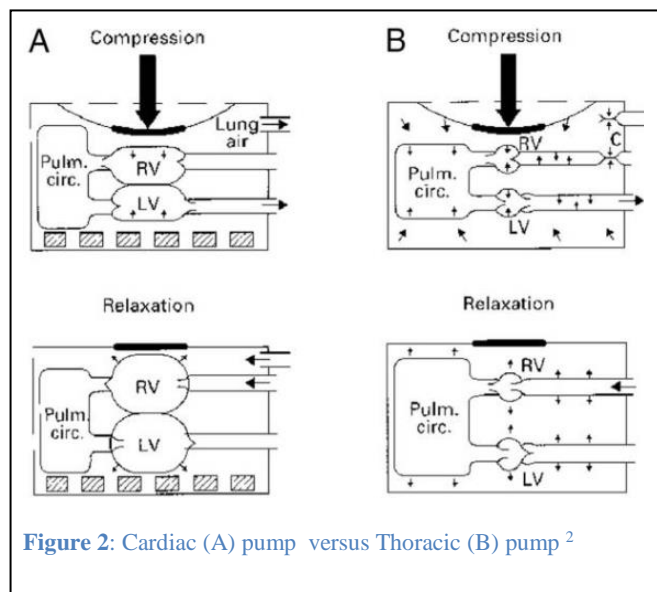 A
Compression
Lung
air
RV
Pulm.
circ.
LV
Relaxation
RV
Pulm.
circ.
LV
B
Compression
RV
C
Pulm.
circ.
LV
Relaxation
RV
Pulm.
circ.
LV
Figure 2: Cardiac (A) pump versus Thoracic (B) pump 2